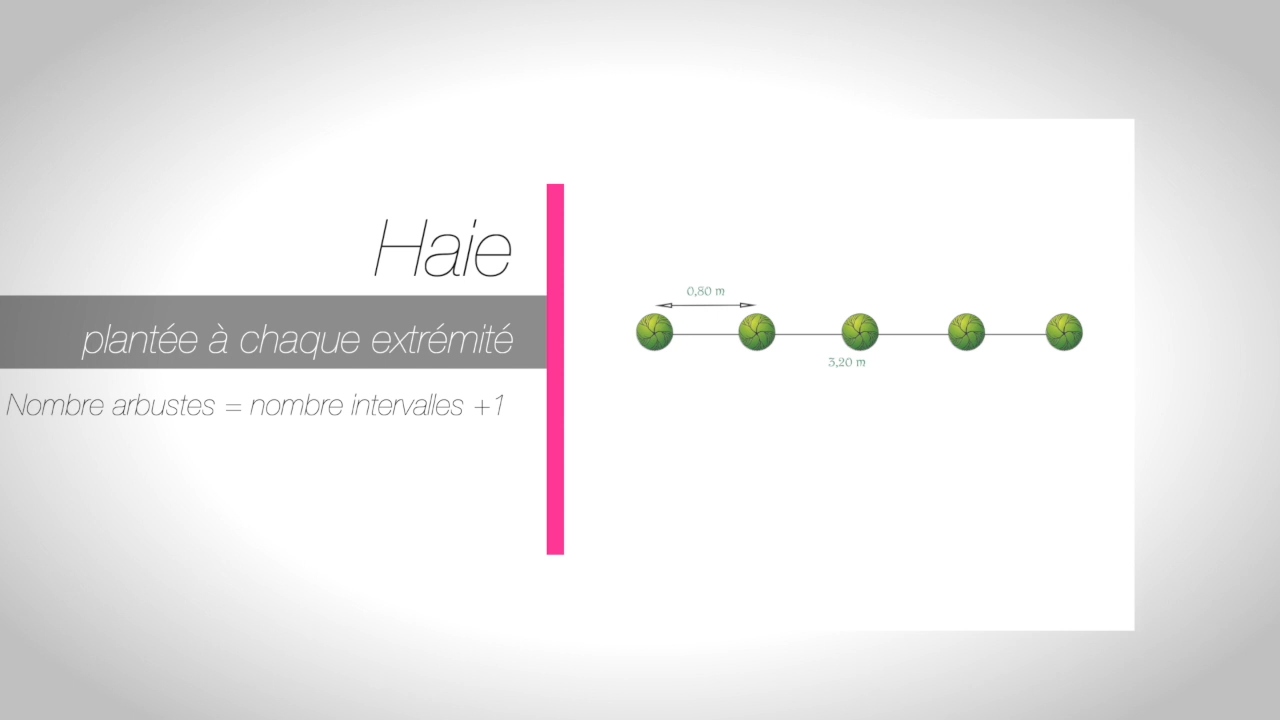 Haie
plantée à chaque extrémité
Nombre arbustes = nombre intervalles +1
0,80 m
3,20 m